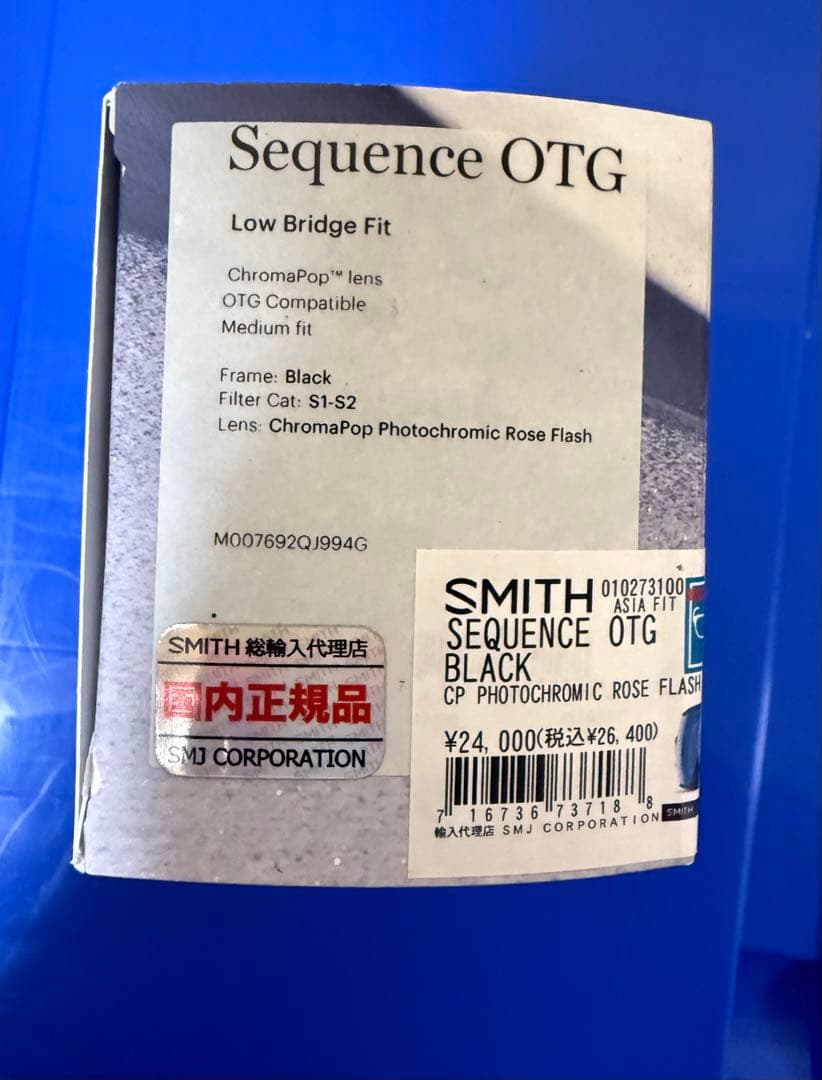 Sequence OTG
Low Bridge Fit
ChromaPop™ lens
OTG Compatible
Medium fit
Frame: Black
Filter Cat: S1-S2
Lens: ChromaPop Photochromic Rose Flash
M007692QJ994G
SMITH 総輸入代理店
国内正規品
SMJ CORPORATION
SMITH 010273100
ASIA FIT
SEQUENCE OTG
BLACK
CP PHOTOCHROMIC ROSE FLASH
¥24,000(税込¥26,400)
7 16736 73718 8
輸入代理店 SMJ CORPORATION
SMITH